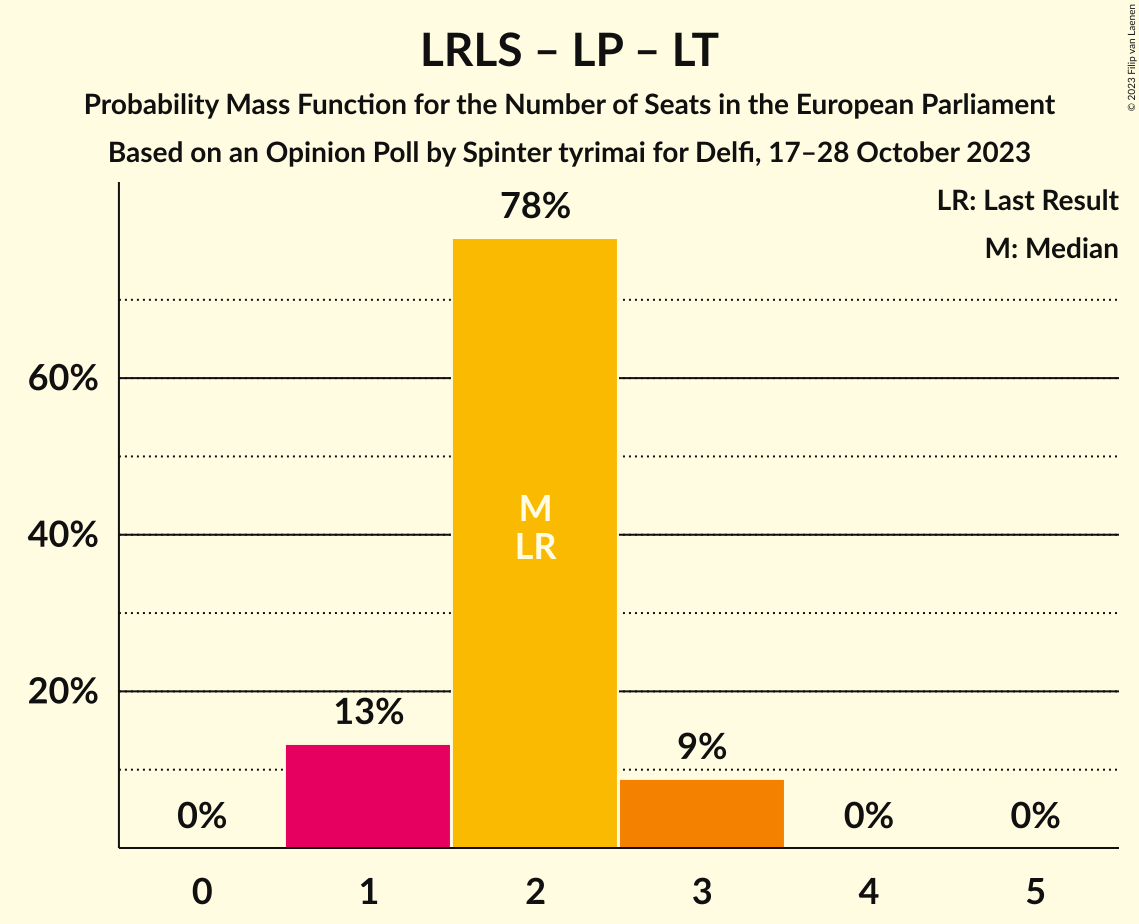 LRLS – LP – LT
Probability Mass Function for the Number of Seats in the European Parliament
Based on an Opinion Poll by Spinter tyrimai for Delfi, 17–28 October 2023
© 2023 Filip van Laenen
LR: Last Result
M: Median
78%
60%
40%
20%
M
LR
13%
9%
0%
0%
0%
0 1 2 3 4 5